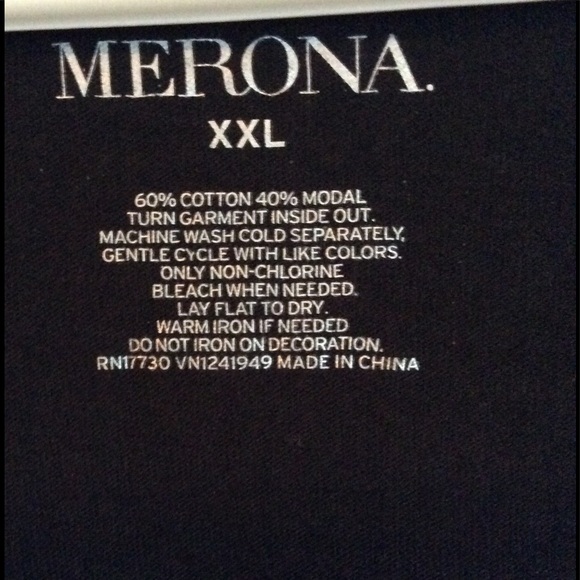 MERONA.
XXL
60% COTTON 40% MODAL
TURN GARMENT INSIDE OUT.
MACHINE WASH COLD SEPARATELY,
GENTLE CYCLE WITH LIKE COLORS.
ONLY NON-CHLORINE
BLEACH WHEN NEEDED.
LAY FLAT TO DRY.
WARM IRON IF NEEDED
DO NOT IRON ON DECORATION.
RN17730 VN1241949 MADE IN CHINA